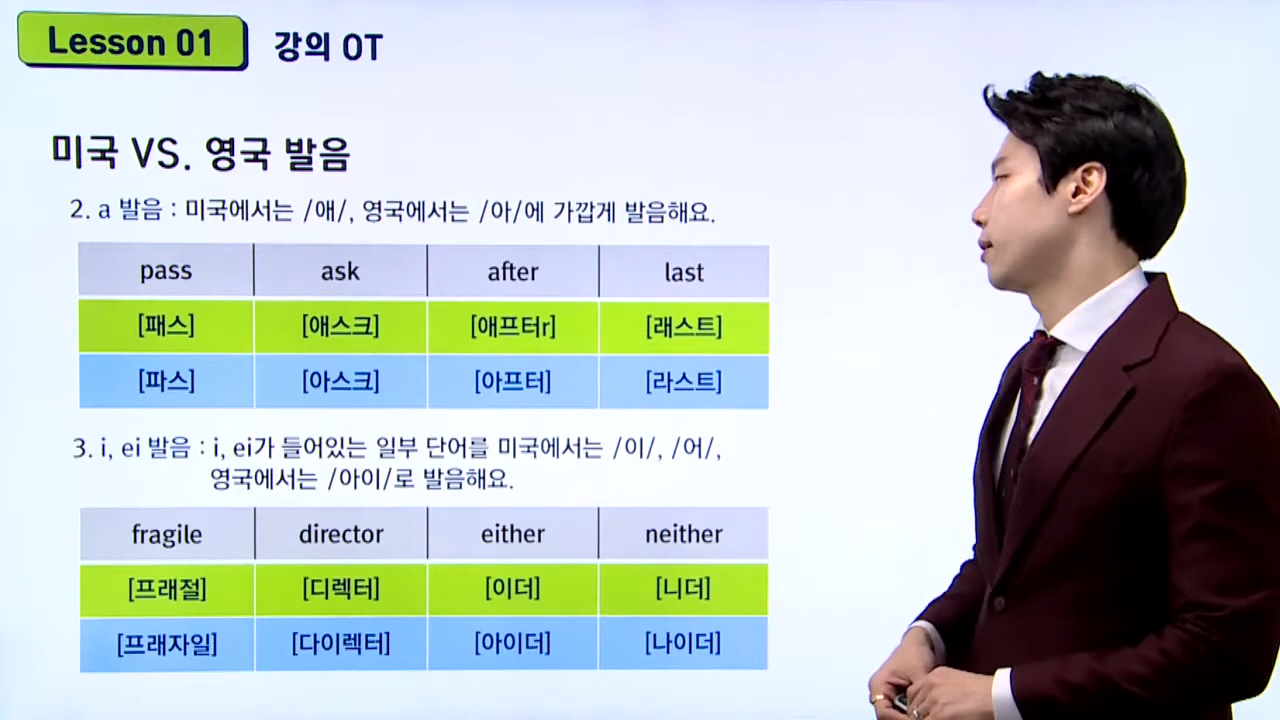 Lesson 01 강의 OT
미국 VS. 영국 발음
2. a 발음 : 미국에서는 /애/, 영국에서는 /아/에 가깝게 발음해요.
pass ask after last
[패스] [애스크] [애프터r] [래스트]
[파스] [아스크] [아프터] [라스트]
3. i, ei 발음 : i, ei가 들어있는 일부 단어를 미국에서는 /이/, /어/,
영국에서는 /아이/로 발음해요.
fragile director either neither
[프래절] [디렉터] [이더] [니더]
[프래자일] [다이렉터] [아이더] [나이더]